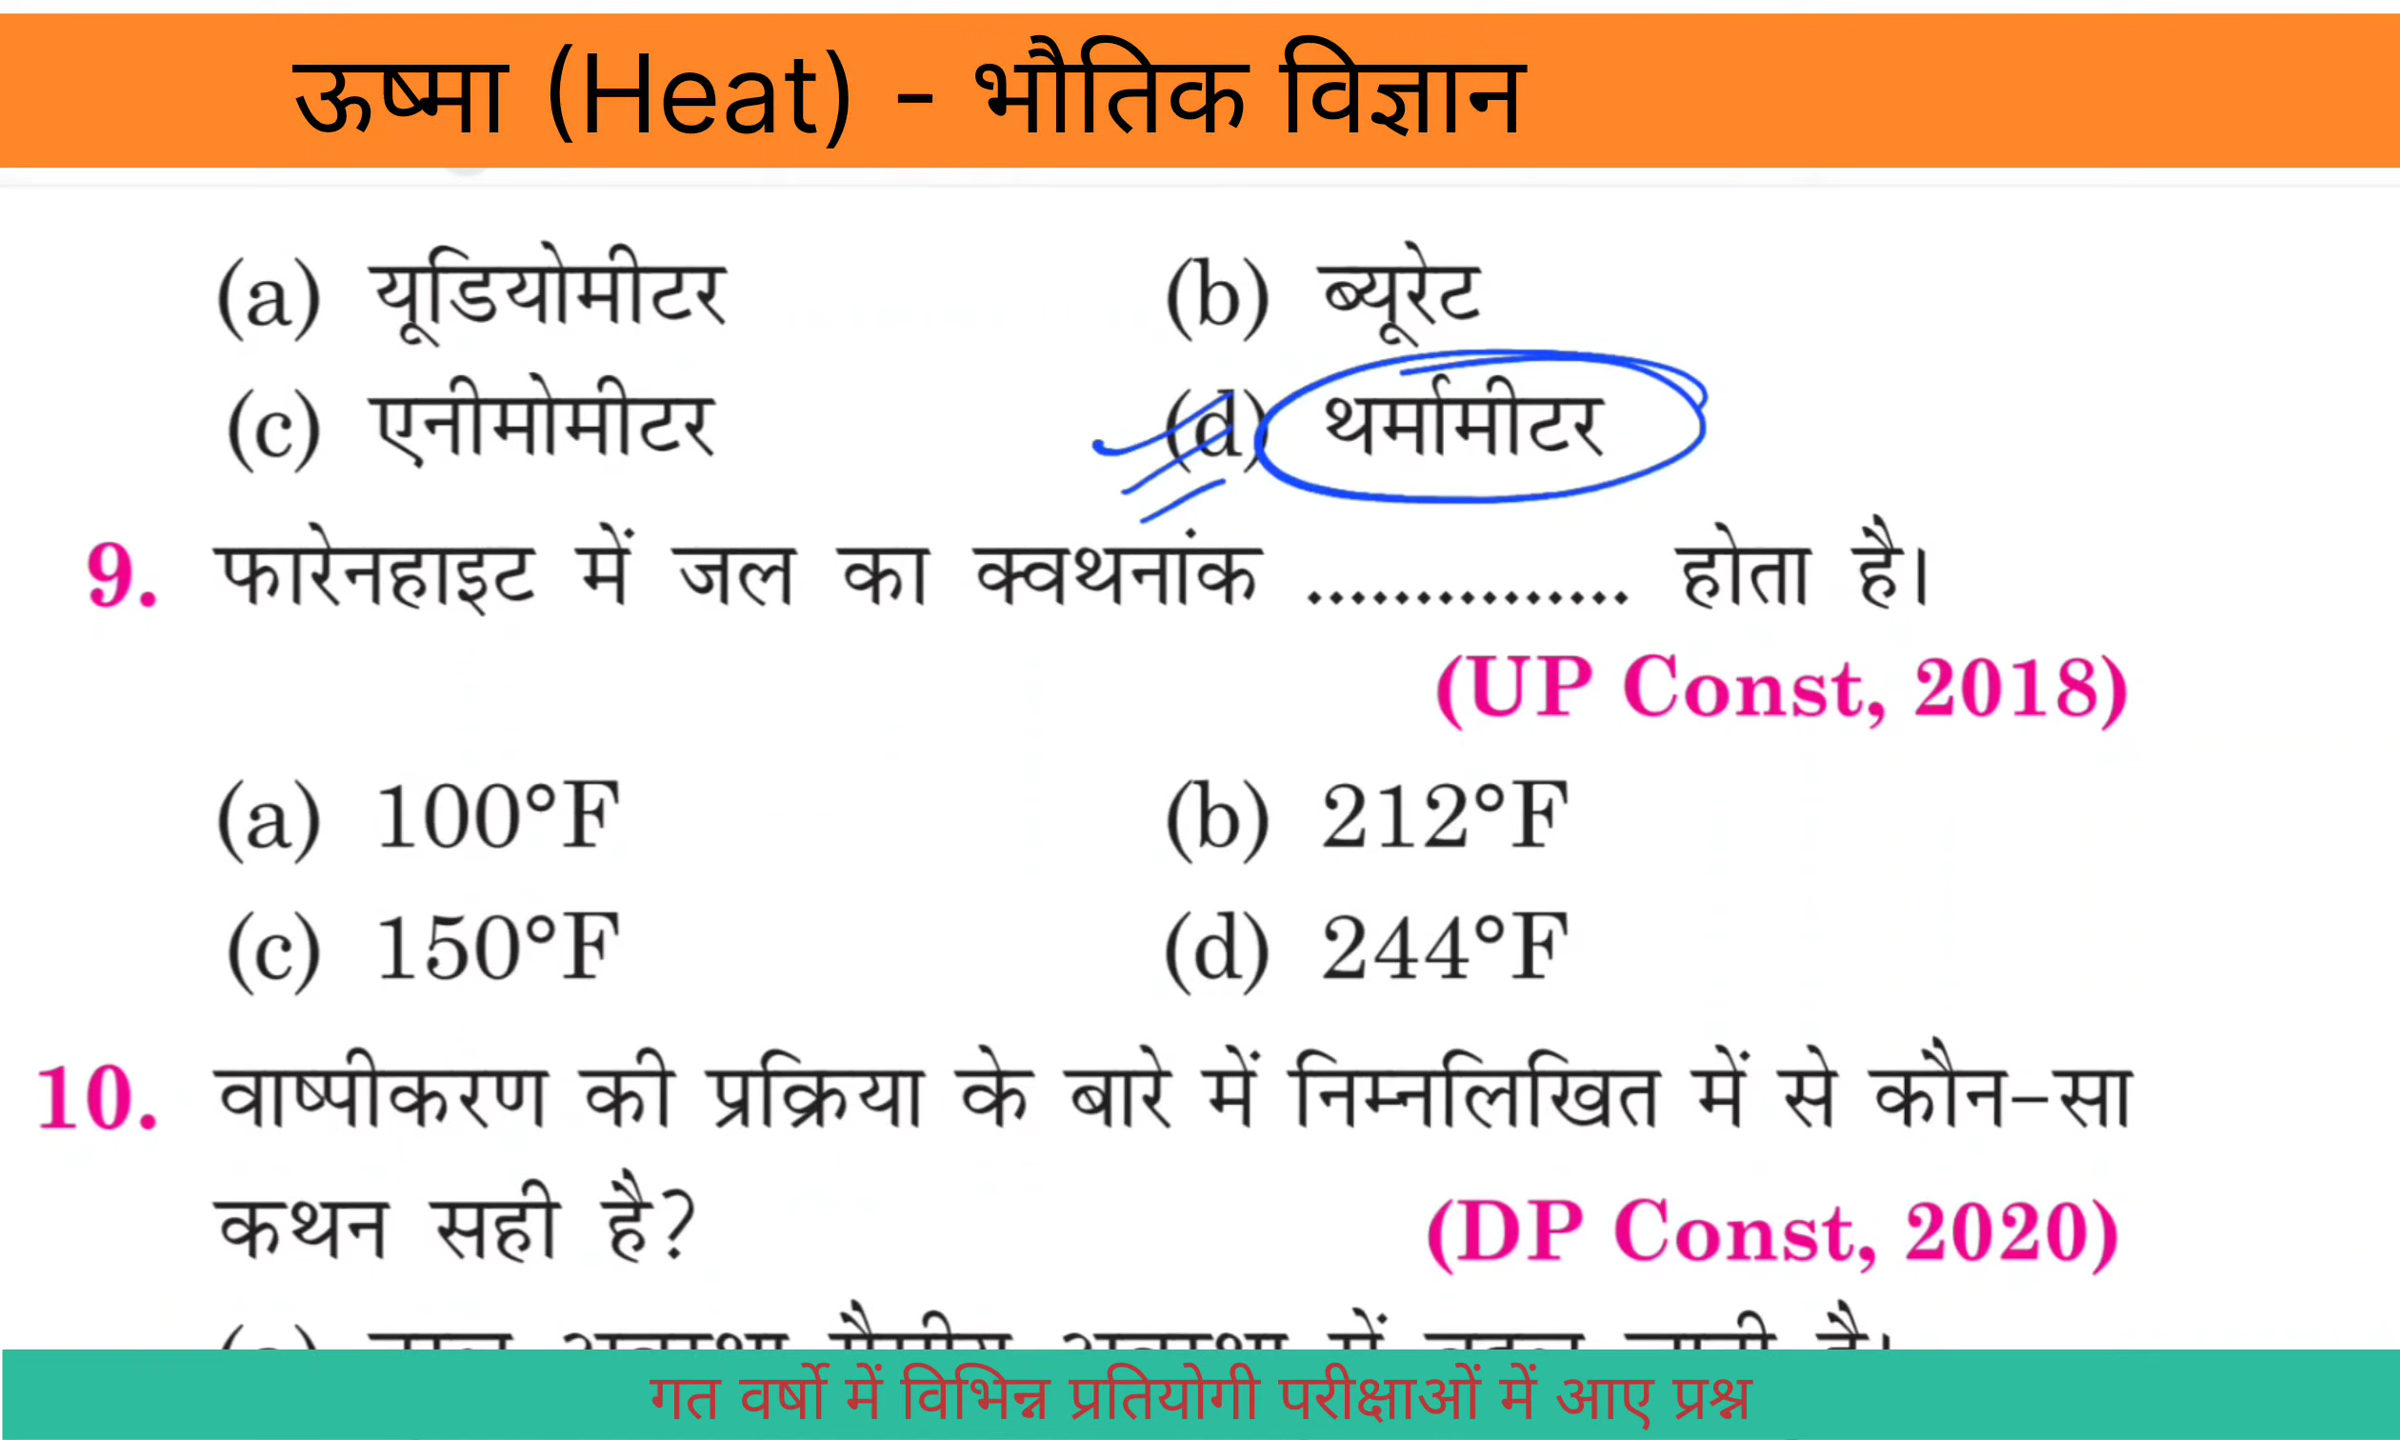 ऊष्मा (Heat) - भौतिक विज्ञान
(a) यूडियोमीटर (b) ब्यूरेट
(c) एनीमोमीटर (d) थर्मामीटर
9. फारेनहाइट में जल का क्वथनांक ............... होता है।
(UP Const, 2018)
(a) 100°F (b) 212°F
(c) 150°F (d) 244°F
10. वाष्पीकरण की प्रक्रिया के बारे में निम्नलिखित में से कौन-सा
कथन सही है? (DP Const, 2020)
गत वर्षो में विभिन्न प्रतियोगी परीक्षाओं में आए प्रश्न